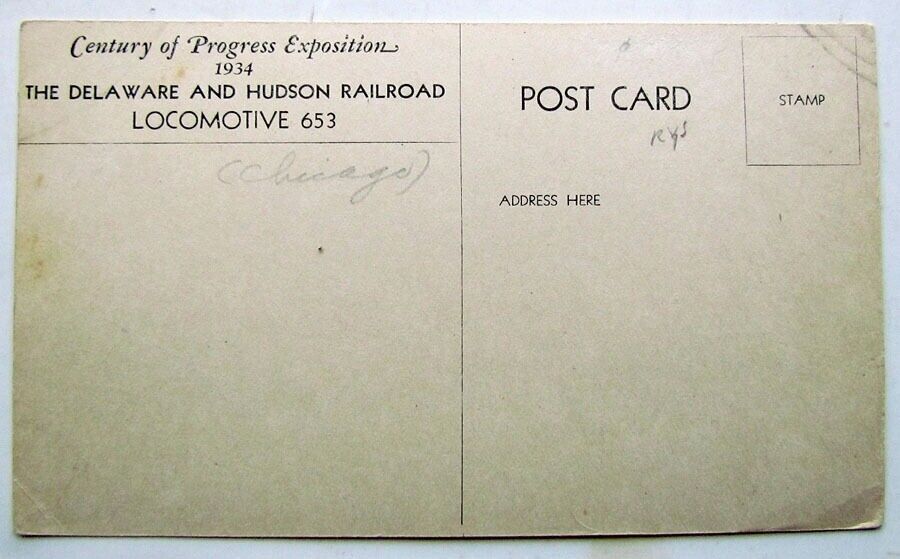 Century of Progress Exposition
1934
THE DELAWARE AND HUDSON RAILROAD
LOCOMOTIVE 653
(Chicago)
POST CARD
STAMP
ADDRESS HERE